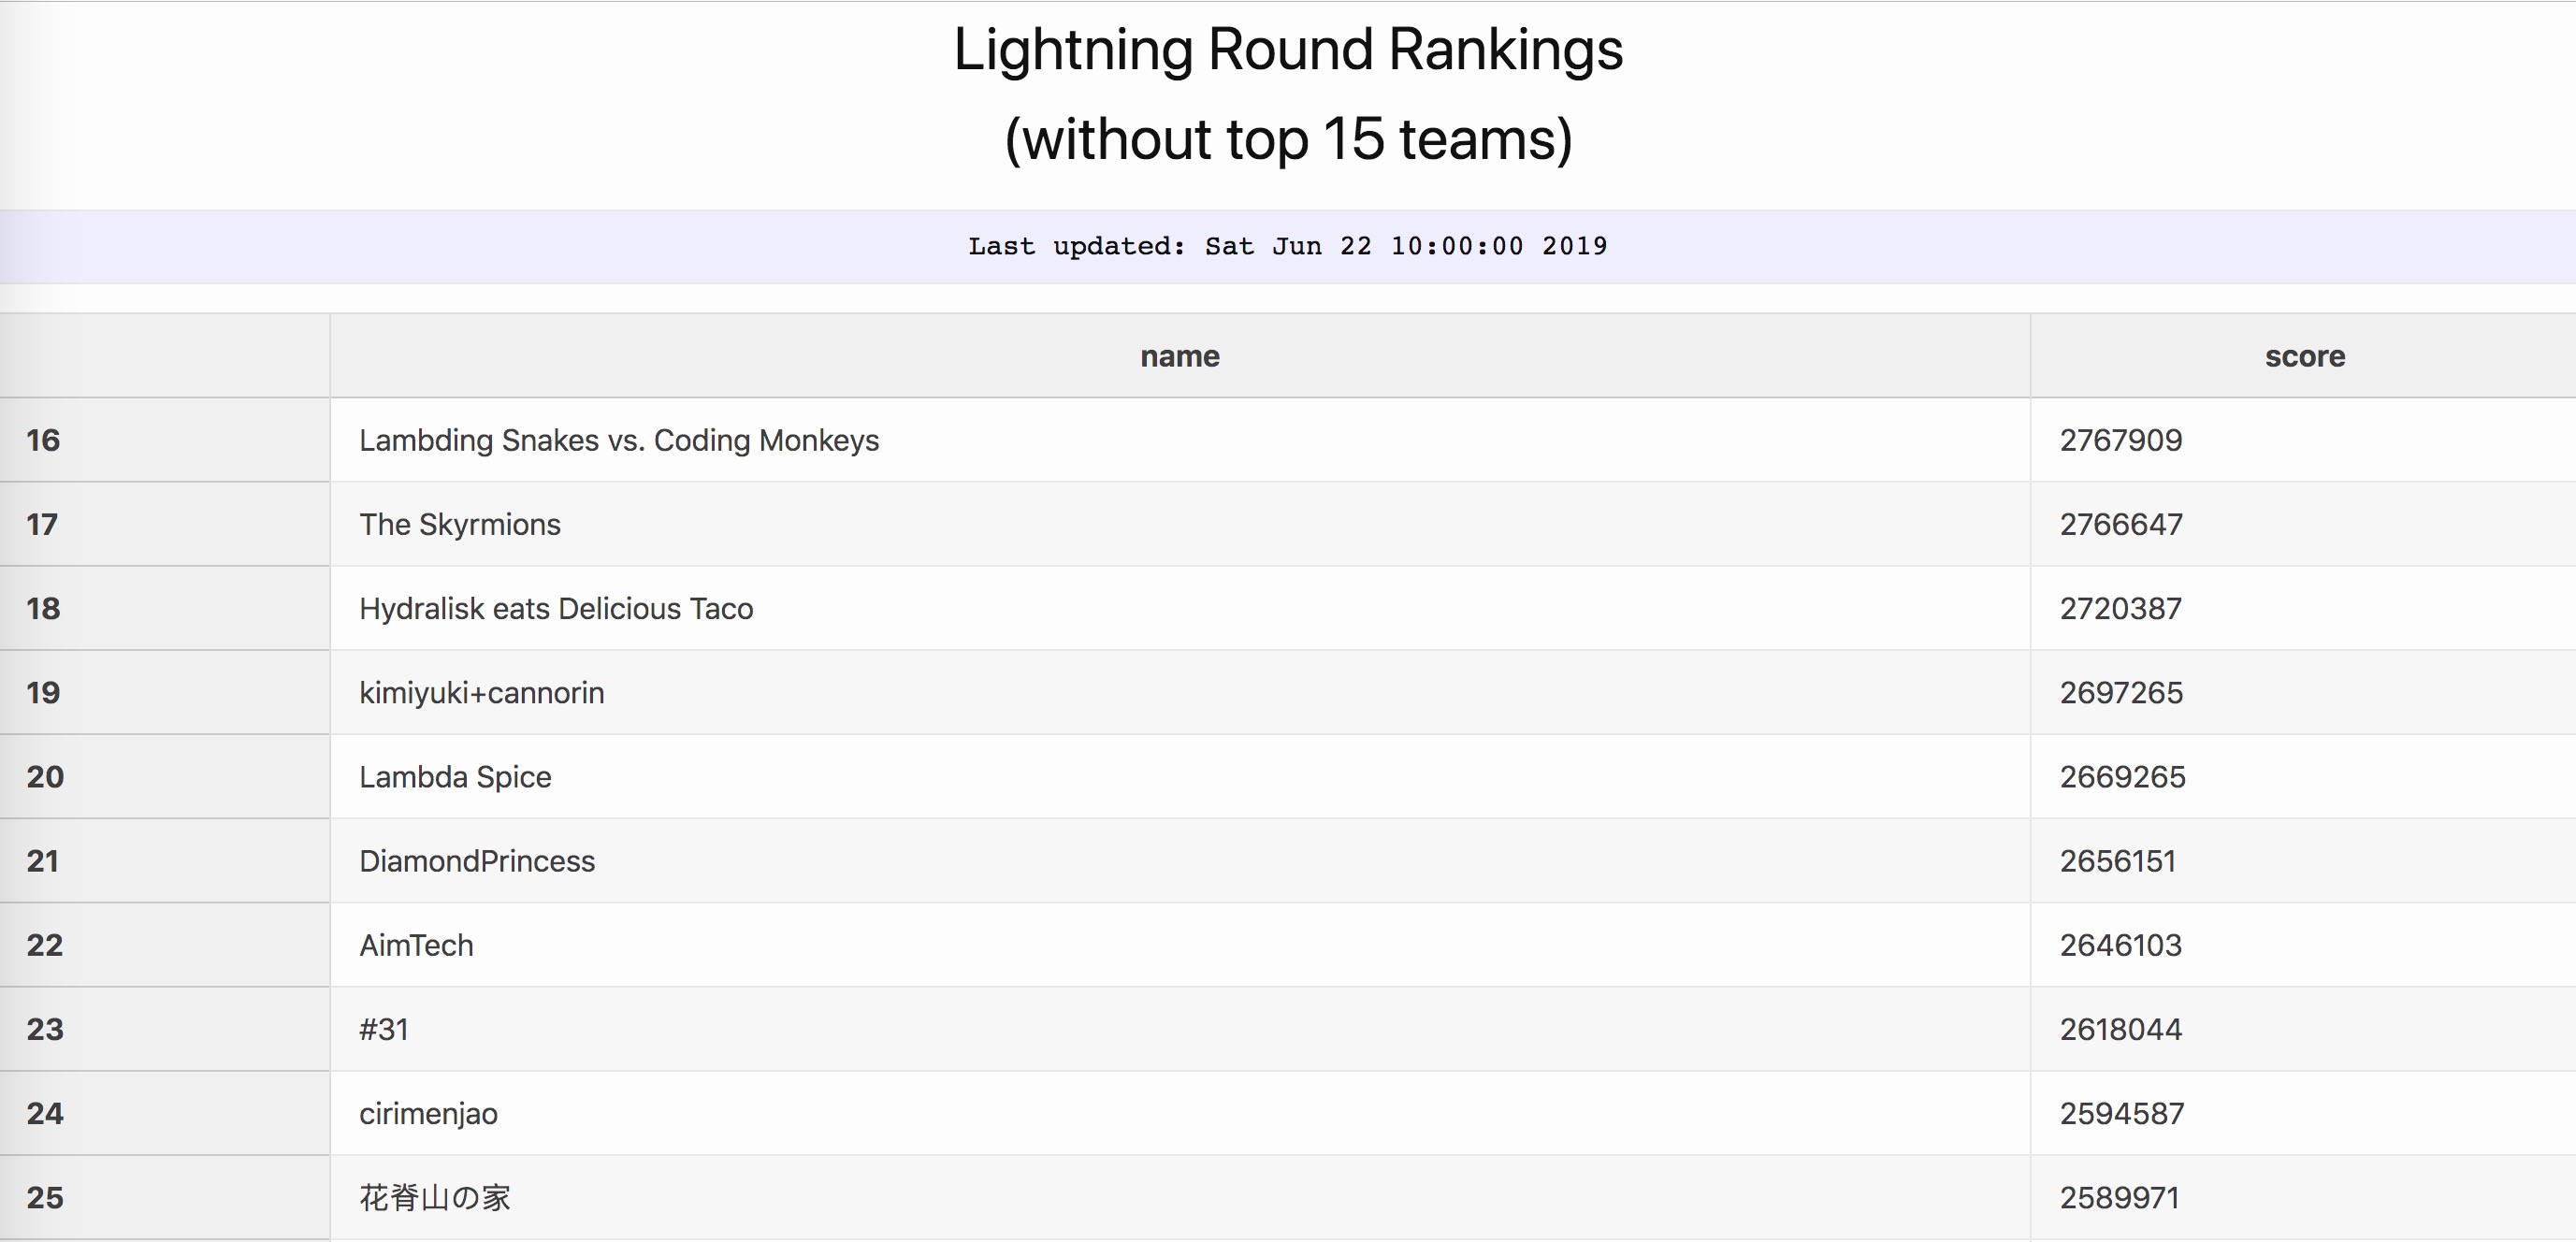 Lightning Round Rankings
(without top 15 teams)
Last updated: Sat Jun 22 10:00:00 2019
name score
16 Lambding Snakes vs. Coding Monkeys 2767909
17 The Skyrmions 2766647
18 Hydralisk eats Delicious Taco 2720387
19 kimiyuki+cannorin 2697265
20 Lambda Spice 2669265
21 DiamondPrincess 2656151
22 AimTech 2646103
23 #31 2618044
24 cirimenjao 2594587
25 花脊山の家 2589971